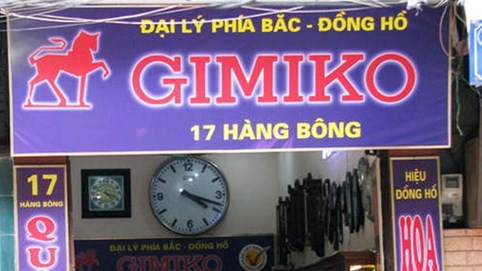 ĐẠI LÝ PHÍA BẮC - ĐỒNG HỒ
GIMIKO
17 HÀNG BÔNG
17
HÀNG BÔNG
QU
ĐẠI LÝ PHÍA BẮC - ĐỒNG HỒ
GIMIKO
HIỆU
ĐỒNG HỒ
HOA